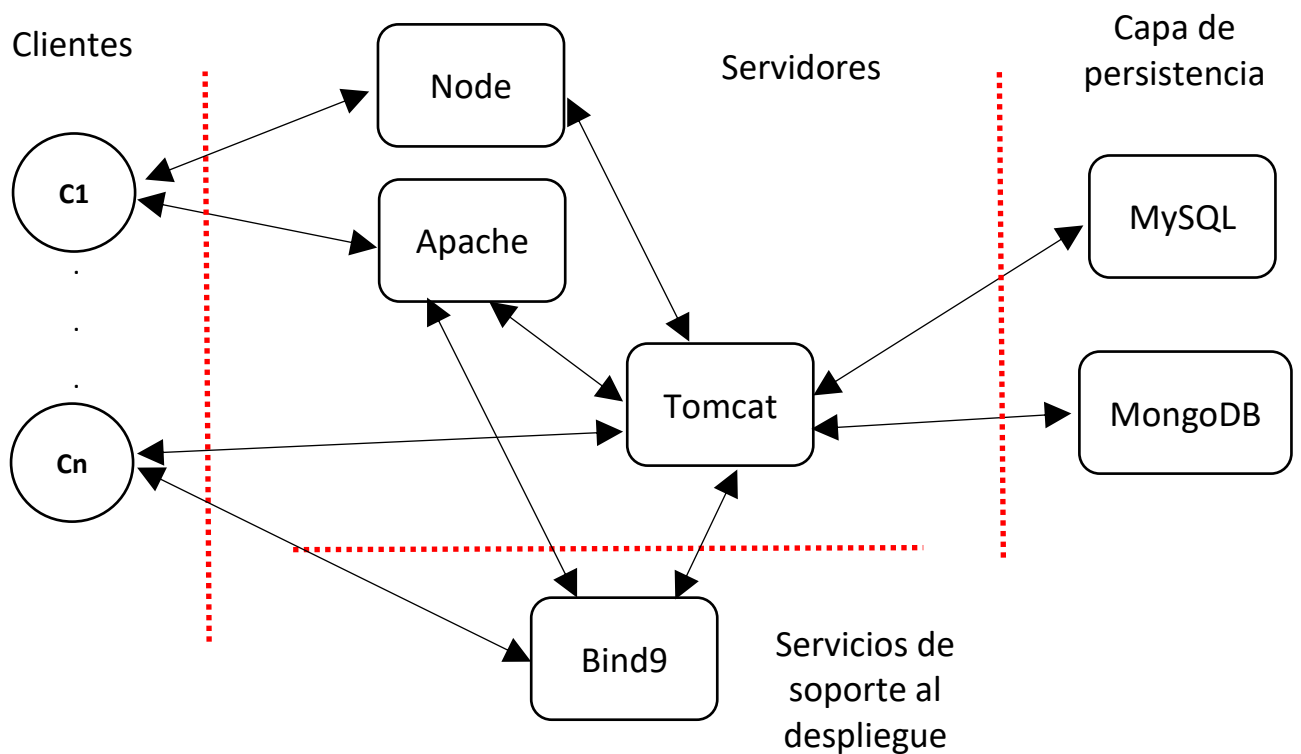 Clientes
Node
Servidores
Capa de
persistencia
C1
Apache
MySQL
.
.
.
Tomcat
MongoDB
Cn
Bind9
Servicios de
soporte al
despliegue